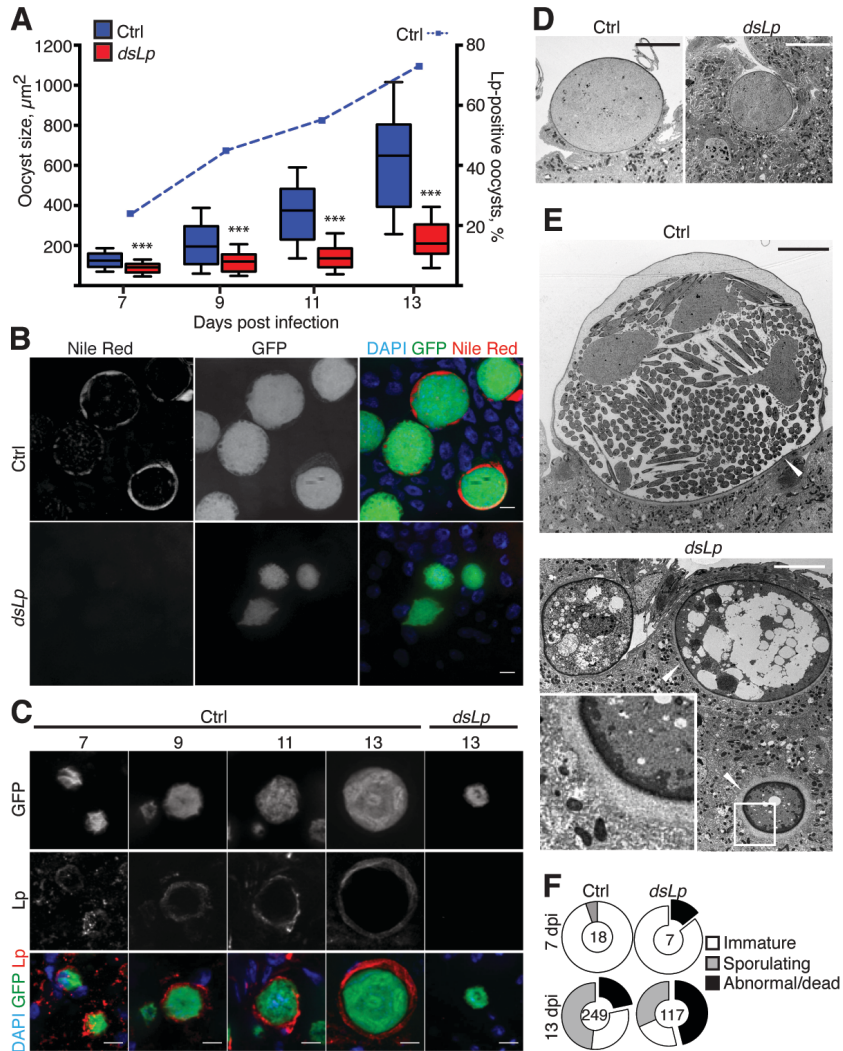 A
Ctrl
dsLp
Ctrl
Oocyst size, μm2
1200
1000
800
600
400
200
80
60
40
20
Lp-positive oocysts, %
***
***
***
***
7 9 11 13
Days post infection
B
Nile Red GFP DAPI GFP Nile Red
Ctrl
dsLp
C
Ctrl dsLp
7 9 11 13 13
GFP
Lp
DAPI GFP Lp
D
Ctrl dsLp
E
Ctrl
dsLp
F
Ctrl dsLp
7 dpi
18 7
13 dpi
249 117
Immature
Sporulating
Abnormal/dead